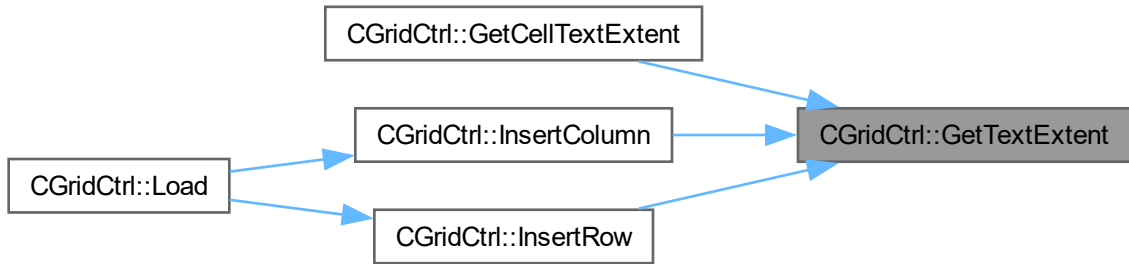 CGridCtrl::GetCellTextExtent
CGridCtrl::InsertColumn
CGridCtrl::GetTextExtent
CGridCtrl::Load
CGridCtrl::InsertRow